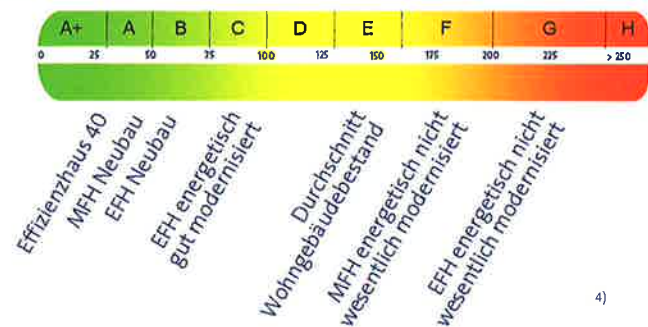 A+ A B C D E F G H
0 25 50 75 100 125 150 175 200 225 > 250
Effizienzhaus 40
MFH Neubau
EFH Neubau
EFH energetisch
gut modernisiert
Durchschnitt
Wohngebäudebestand
MFH energetisch nicht
wesentlich modernisiert
EFH energetisch nicht
wesentlich modernisiert
4)